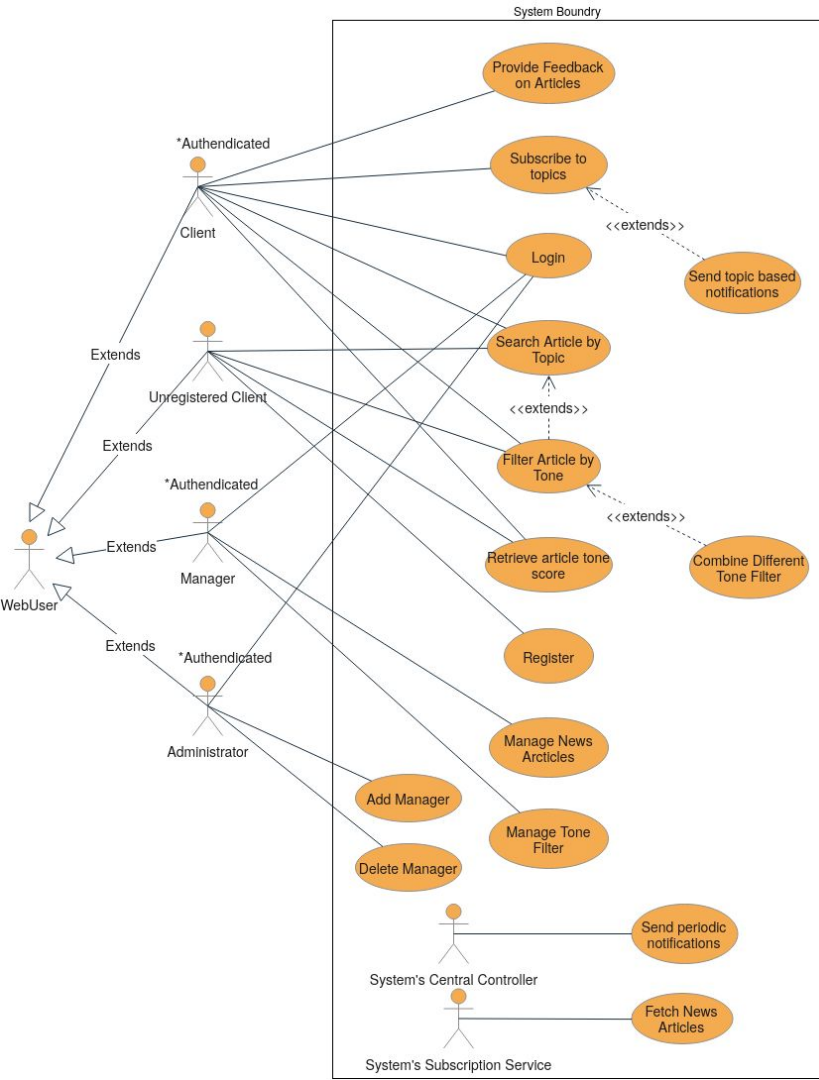 System Boundry
Provide Feedback
on Articles
*Authendicated
Subscribe to
topics
<<extends>>
Client
Login
Send topic based
notifications
Search Article by
Topic
Extends
Unregistered Client
<<extends>>
Extends
Filter Article by
Tone
*Authendicated
<<extends>>
Extends
Manager
Retrieve article tone
score
Combine Different
Tone Filter
WebUser
Extends
*Authendicated
Register
Administrator
Manage News
Arcticles
Add Manager
Manage Tone
Filter
Delete Manager
Send periodic
notifications
System's Central Controller
Fetch News
Articles
System's Subscription Service